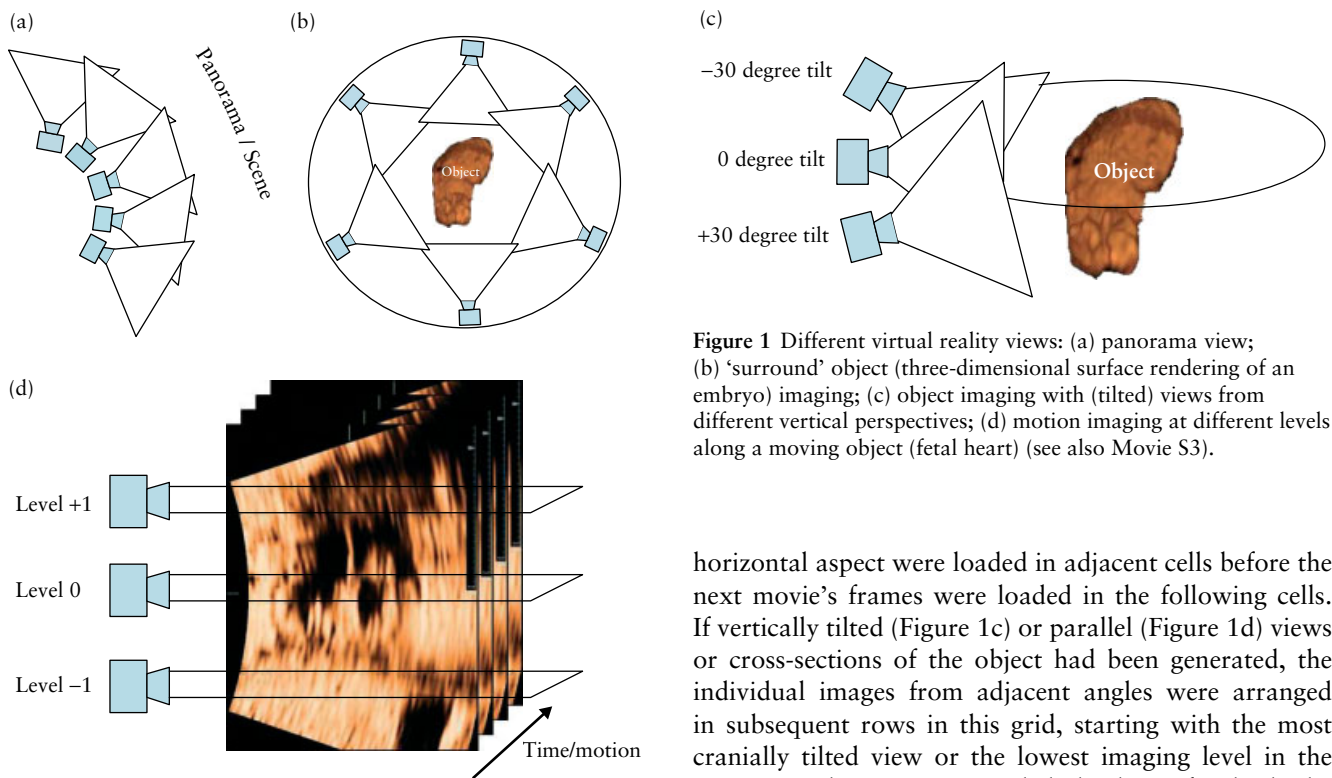 (a)
Panorama / Scene
(b)
Object
(c)
−30 degree tilt
0 degree tilt
+30 degree tilt
Object
Figure 1 Different virtual reality views: (a) panorama view;
(b) ‘surround’ object (three-dimensional surface rendering of an
embryo) imaging; (c) object imaging with (tilted) views from
different vertical perspectives; (d) motion imaging at different levels
along a moving object (fetal heart) (see also Movie S3).
(d)
Level +1
Level 0
Level −1
Time/motion
horizontal aspect were loaded in adjacent cells before the
next movie’s frames were loaded in the following cells.
If vertically tilted (Figure 1c) or parallel (Figure 1d) views
or cross-sections of the object had been generated, the
individual images from adjacent angles were arranged
in subsequent rows in this grid, starting with the most
cranially tilted view or the lowest imaging level in the